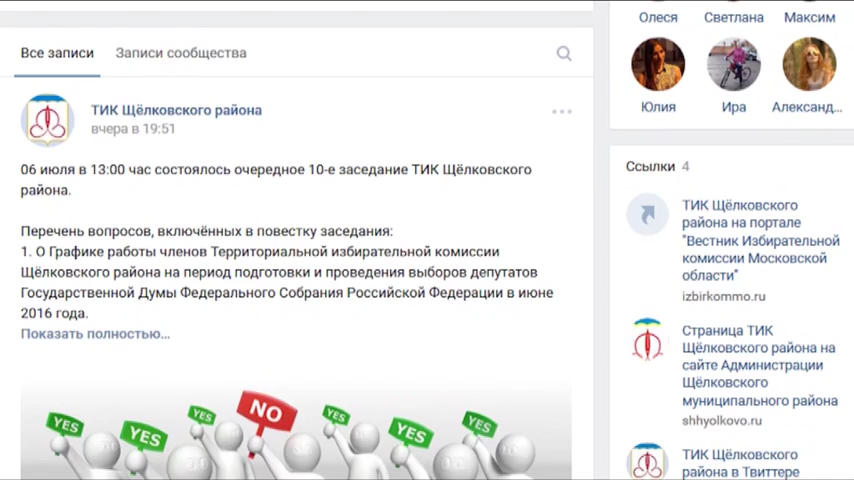 Все записи
Записи сообщества
ТИК Щёлковского района
вчера в 19:51
06 июля в 13:00 час состоялось очередное 10-е заседание ТИК Щёлковского
района.
Перечень вопросов, включённых в повестку заседания:
1. О Графике работы членов Территориальной избирательной комиссии
Щёлковского района на период подготовки и проведения выборов депутатов
Государственной Думы Федерального Собрания Российской Федерации в июне
2016 года.
Показать полностью…
YES
YES
YES
NO
YES
YES
YES
Олеся
Светлана
Максим
Юлия
Ира
Александ...
Ссылки 4
ТИК Щёлковского
района на портале
"Вестник Избирательной
комиссии Московской
области"
izbirkommo.ru
Страница ТИК
Щёлковского района на
сайте Администрации
Щёлковского
муниципального района
shhyolkovo.ru
ТИК Щёлковского
района в Твиттере